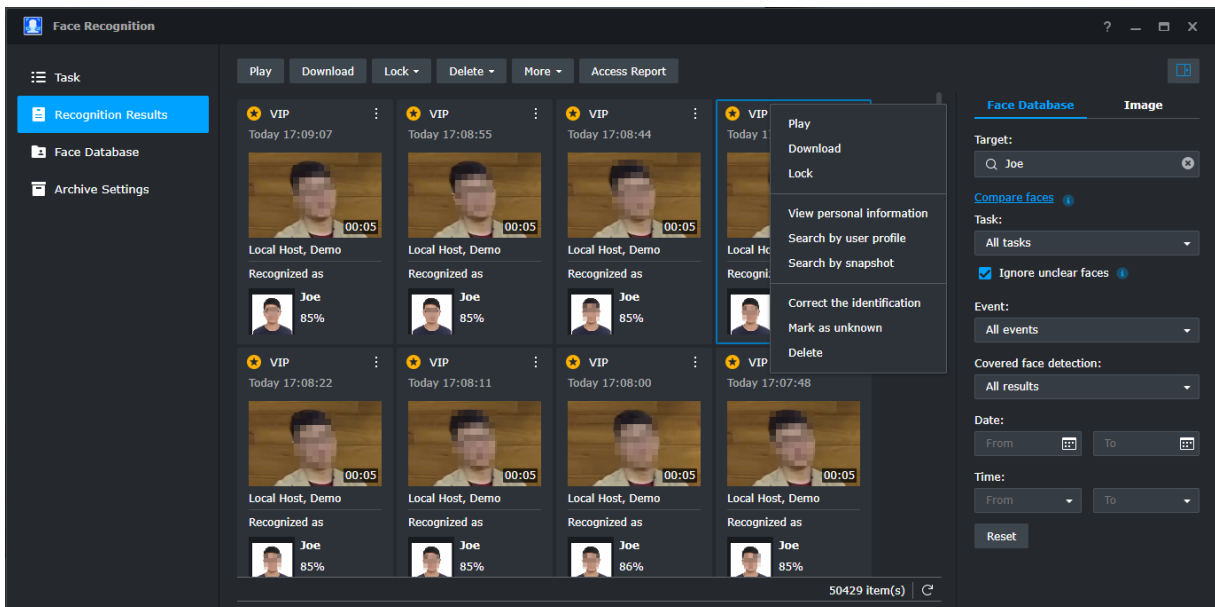 Face Recognition
?
Task
Recognition Results
Face Database
Archive Settings
Play Download Lock Delete More Access Report
VIP VIP VIP VIP
Today 17:09:07 Today 17:08:55 Today 17:08:44 Today 1
00:05 00:05 00:05
Local Host, Demo Local Host, Demo Local Host, Demo Local Ho
Recognized as Recognized as Recognized as Recogni
Joe Joe Joe
85% 85% 85%
Play
Download
Lock
View personal information
Search by user profile
Search by snapshot
Correct the identification
Mark as unknown
Delete
VIP VIP VIP VIP
Today 17:08:22 Today 17:08:11 Today 17:08:00 Today 17:07:48
00:05 00:05 00:05 00:05
Local Host, Demo Local Host, Demo Local Host, Demo Local Host, Demo
Recognized as Recognized as Recognized as Recognized as
Joe Joe Joe Joe
85% 85% 86% 85%
50429 item(s)
Face Database Image
Target:
Joe
Compare faces
Task:
All tasks
Ignore unclear faces
Event:
All events
Covered face detection:
All results
Date:
From To
Time:
From To
Reset